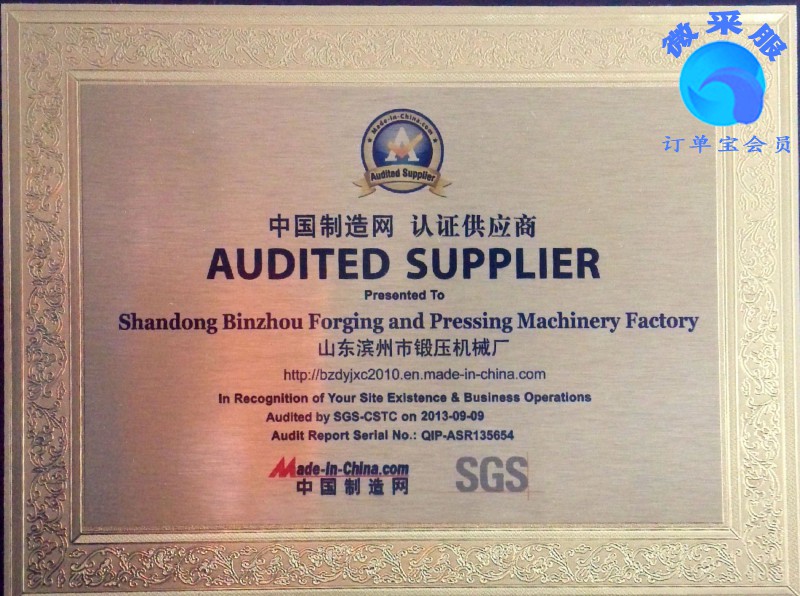 微采服
订单宝会员
Made-in-China.com
A
Audited Supplier
中国制造网 认证供应商
AUDITED SUPPLIER
Presented To
Shandong Binzhou Forging and Pressing Machinery Factory
山东滨州市锻压机械厂
http://bzdyjxc2010.en.made-in-china.com
In Recognition of Your Site Existence & Business Operations
Audited by SGS-CSTC on 2013-09-09
Audit Report Serial No.: QIP-ASR135654
Made-in-China.com
中国制造网
SGS